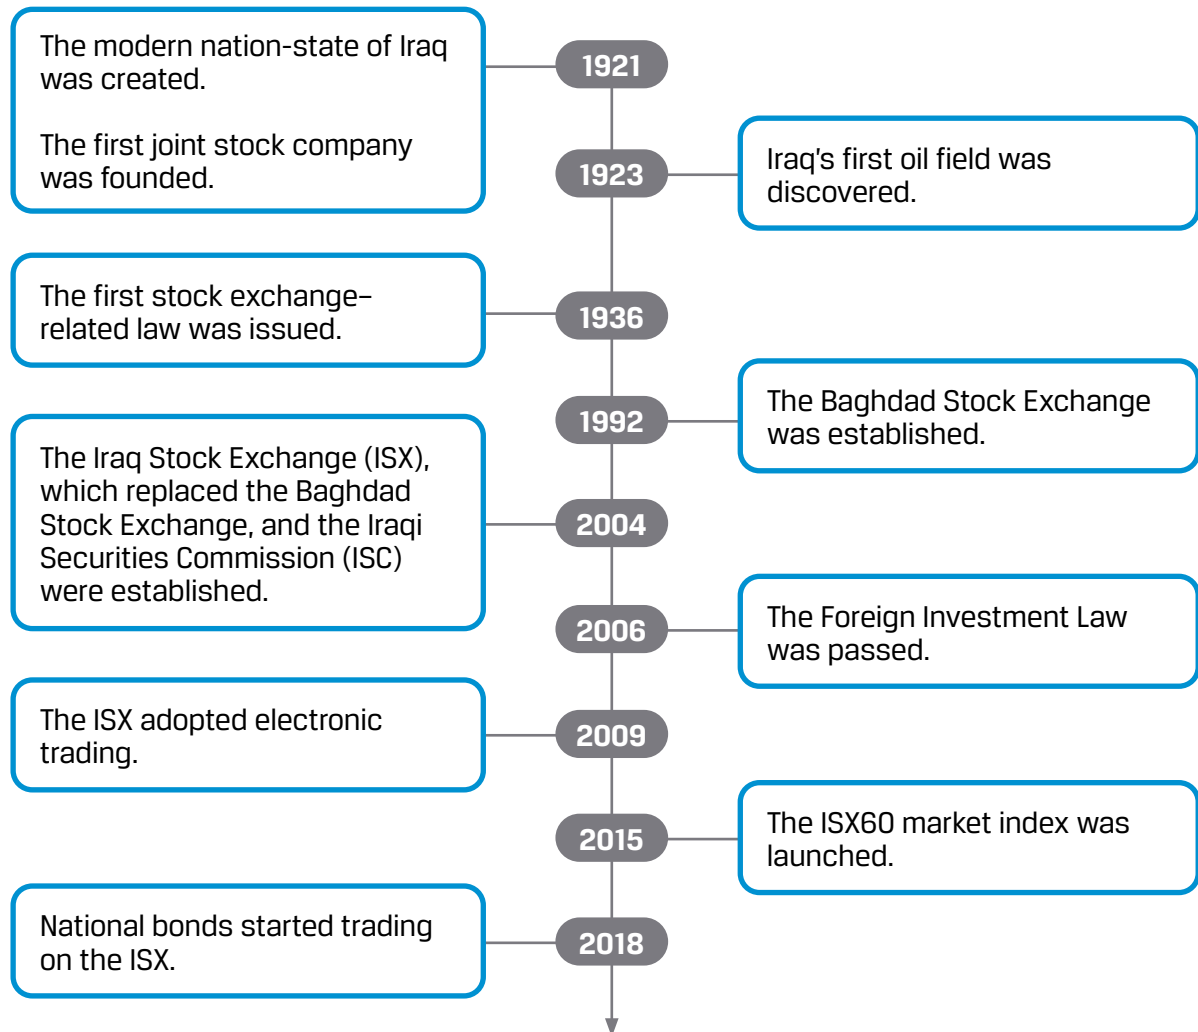 The modern nation-state of Iraq
was created.
The first joint stock company
was founded.
1921
1923
Iraq's first oil field was
discovered.
The first stock exchange–
related law was issued.
1936
1992
The Baghdad Stock Exchange
was established.
The Iraq Stock Exchange (ISX),
which replaced the Baghdad
Stock Exchange, and the Iraqi
Securities Commission (ISC)
were established.
2004
2006
The Foreign Investment Law
was passed.
The ISX adopted electronic
trading.
2009
2015
The ISX60 market index was
launched.
National bonds started trading
on the ISX.
2018